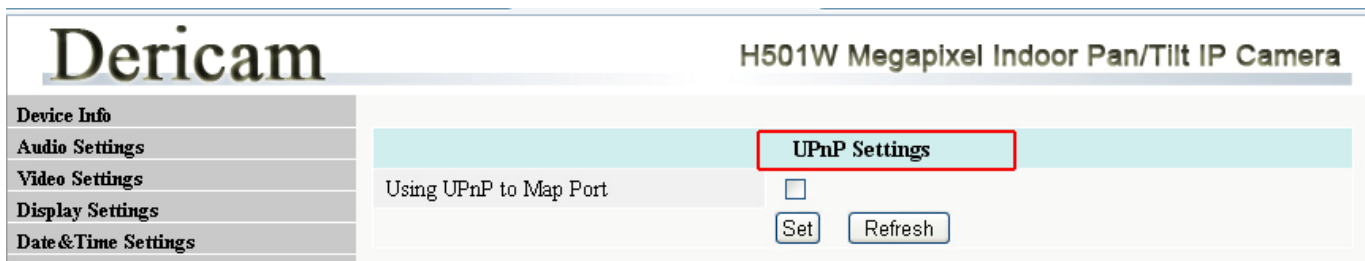 Dericam
H501W Megapixel Indoor Pan/Tilt IP Camera
Device Info
Audio Settings
Video Settings
Display Settings
Date&Time Settings
UPnP Settings
Using UPnP to Map Port
Set Refresh